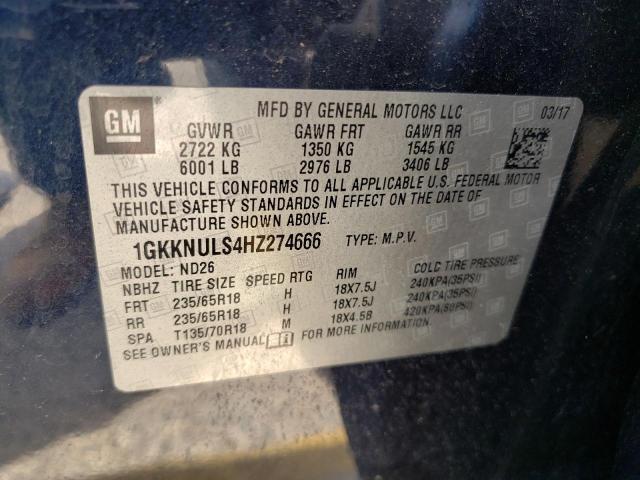 GM
MFD BY GENERAL MOTORS LLC 03/17
GVWR GAWR FRT GAWR RR
2722 KG 1350 KG 1545 KG
6001 LB 2976 LB 3406 LB
THIS VEHICLE CONFORMS TO ALL APPLICABLE U.S. FEDERAL MOTOR
VEHICLE SAFETY STANDARDS IN EFFECT ON THE DATE OF
MANUFACTURE SHOWN ABOVE.
1GKKNULS4HZ274666 TYPE: M.P.V.
MODEL: ND26
NBHZ TIRE SIZE SPEED RTG RIM COLD TIRE PRESSURE
FRT 235/65R18 H 18X7.5J 240KPA(35PSI)
RR 235/65R18 H 18X7.5J 240KPA(35PSI)
SPA T135/70R18 M 18X4.5B 420KPA(60PSI)
SEE OWNER'S MANUAL FOR MORE INFORMATION.